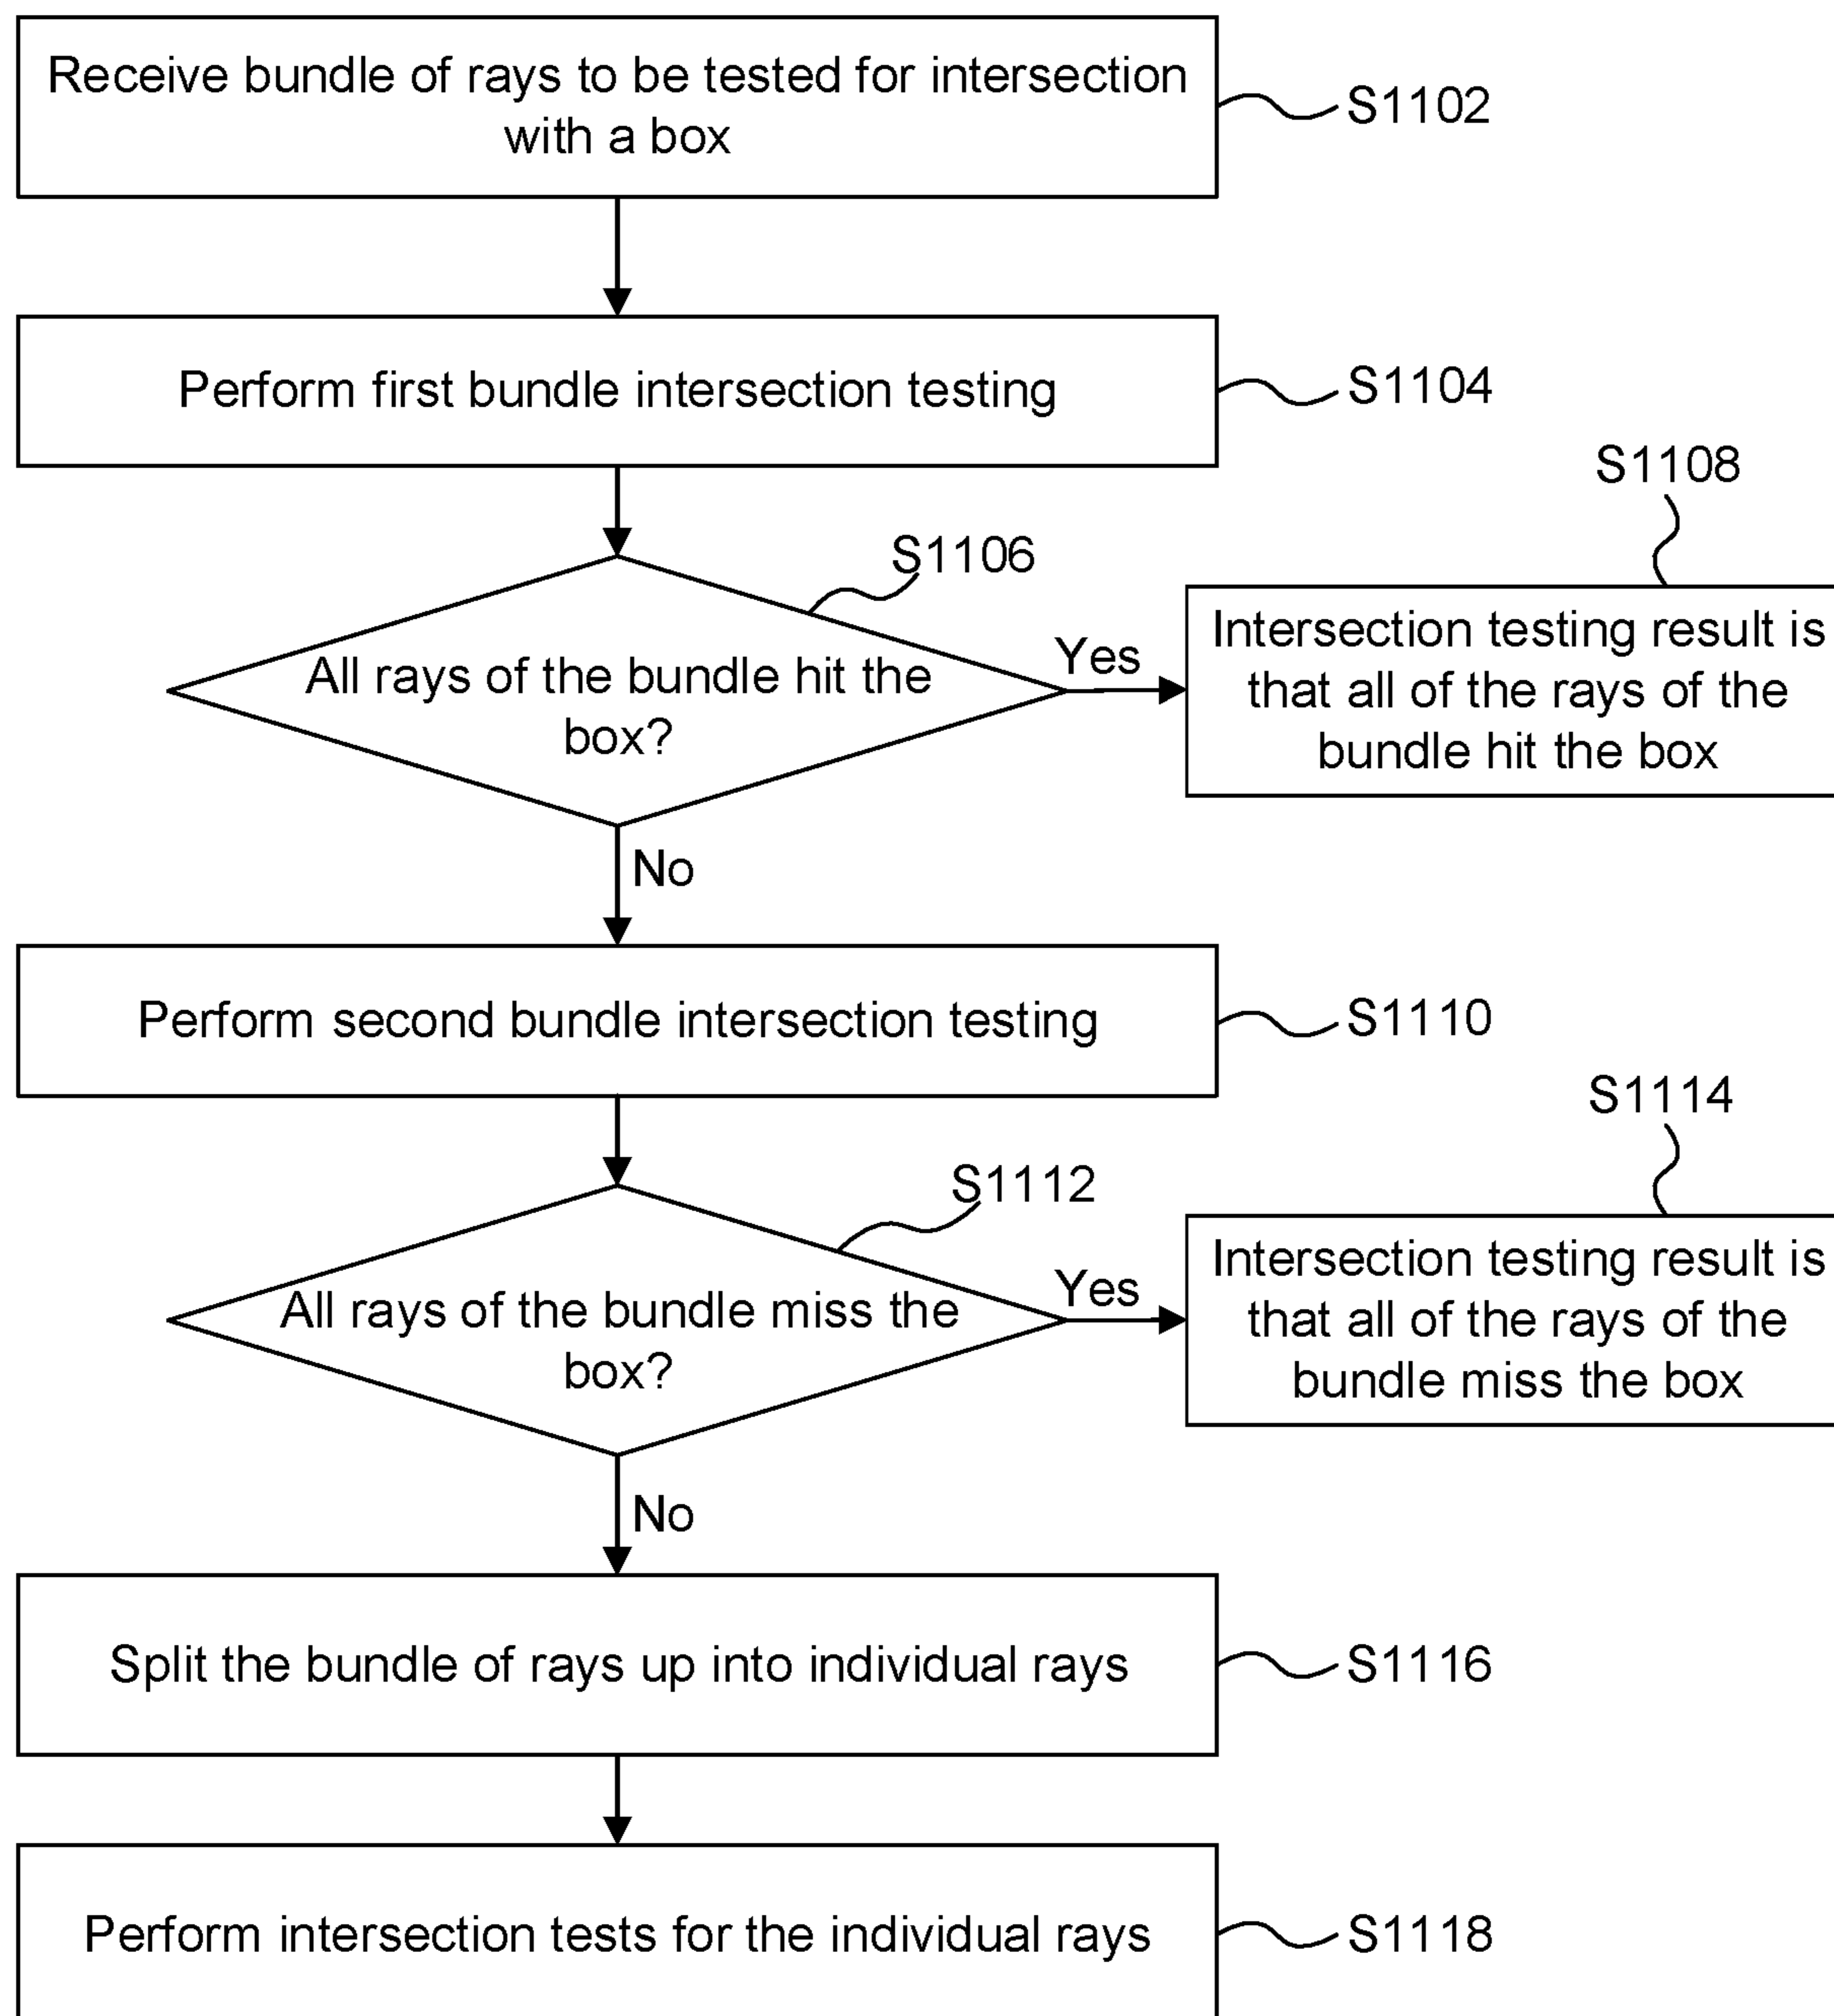 Receive bundle of rays to be tested for intersection
with a box
S1102
Perform first bundle intersection testing
S1104
S1106
All rays of the bundle hit the
box?
Yes
S1108
Intersection testing result is
that all of the rays of the
bundle hit the box
No
Perform second bundle intersection testing
S1110
S1112
All rays of the bundle miss the
box?
Yes
S1114
Intersection testing result is
that all of the rays of the
bundle miss the box
No
Split the bundle of rays up into individual rays
S1116
Perform intersection tests for the individual rays
S1118